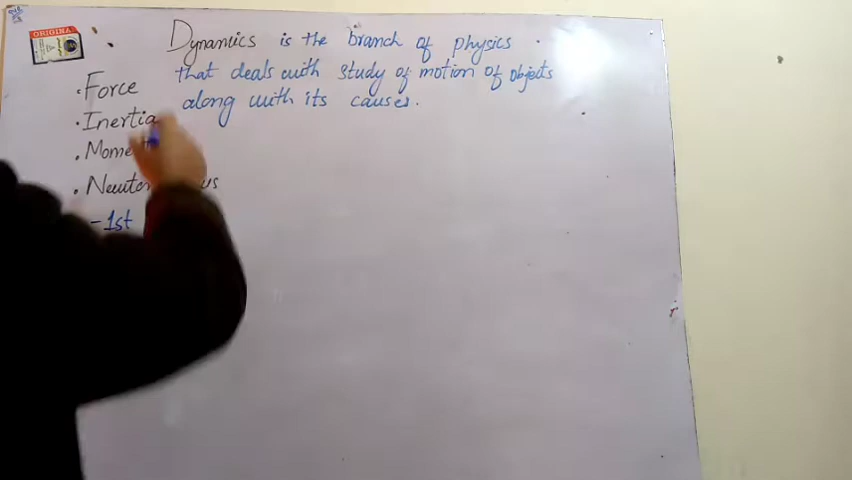 ORIGINA
Dynamics is the branch of physics
that deals with study of motion of objects
along with its causes.
. Force
. Inertia
- 1st